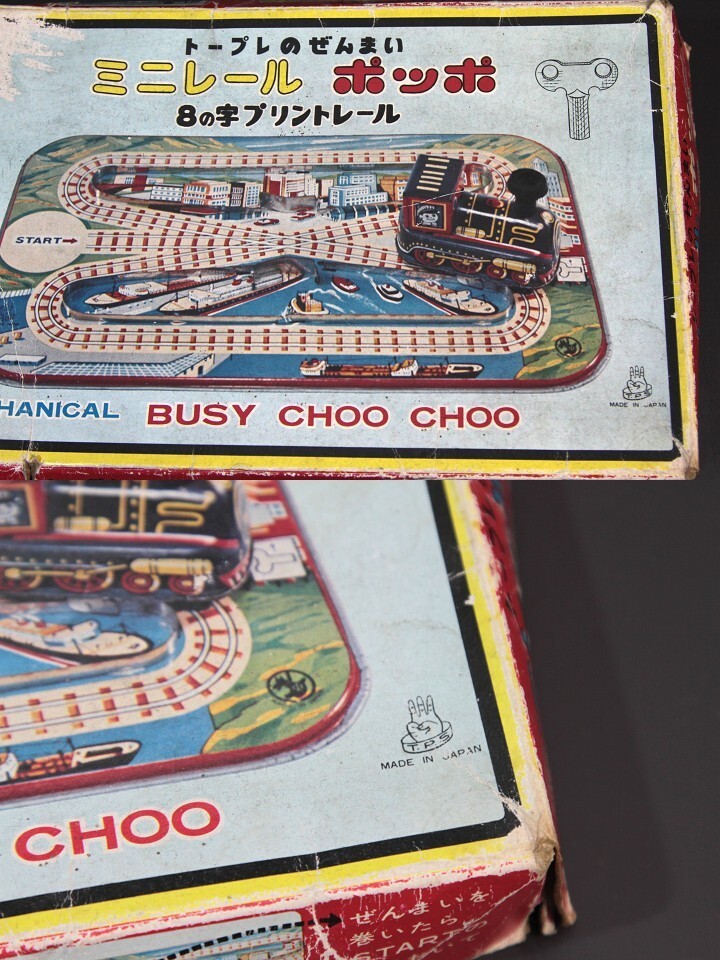 トープレのぜんまい
ミニレール ポッポ
8の字プリントレール
START→
HANICAL BUSY CHOO CHOO
T.P.S
MADE IN JAPAN
T.P.S
MADE IN JAPAN
CHOO
ぜんまいを
巻いたら
START